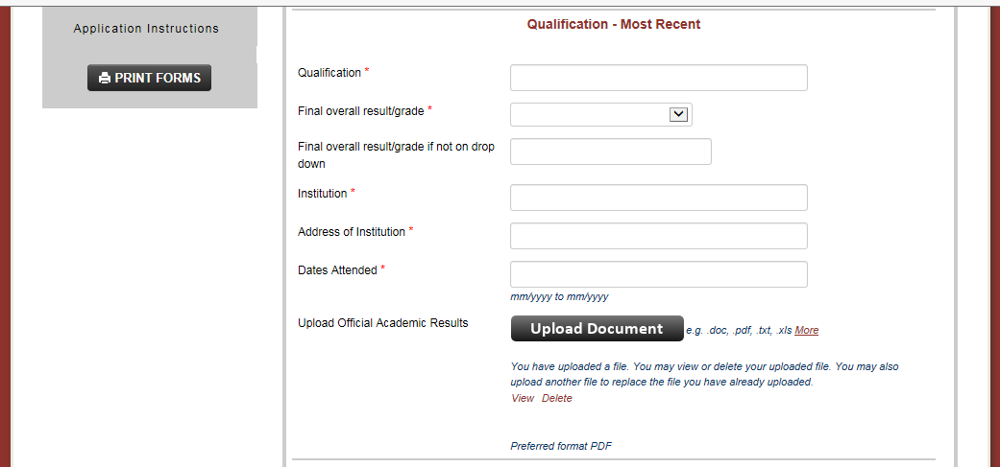 Application Instructions
PRINT FORMS
Qualification - Most Recent
Qualification *
Final overall result/grade *
Final overall result/grade if not on drop
down
Institution *
Address of Institution *
Dates Attended *
mm/yyyy to mm/yyyy
Upload Official Academic Results
Upload Document e.g. .doc, .pdf, .txt, .xls More
You have uploaded a file. You may view or delete your uploaded file. You may also
upload another file to replace the file you have already uploaded.
View Delete
Preferred format PDF